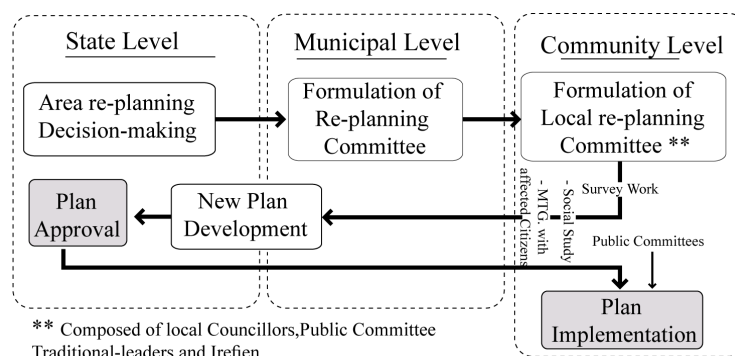 State Level
Municipal Level
Community Level
Area re-planning
Decision-making
Formulation of
Re-planning
Committee
Formulation of
Local re-planning
Committee **
Survey Work
- Social Study
- MTG. with
affected Citizens
New Plan
Development
Plan
Approval
Public Committees
Plan
Implementation
** Composed of local Councillors,Public Committee
Traditional-leaders and Irefien